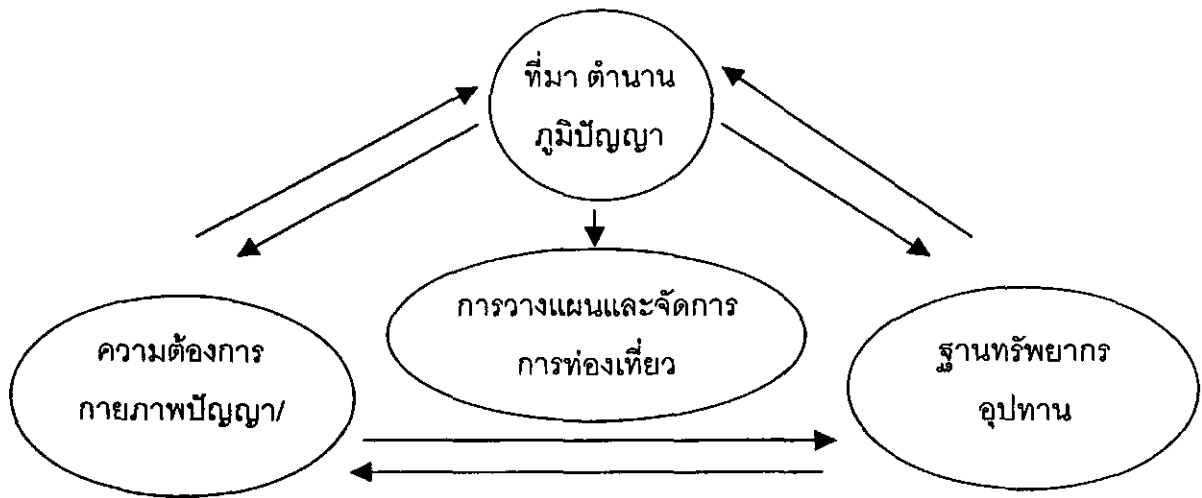 ที่มา ตำนาน
ภูมิปัญญา
การวางแผนและจัดการ
การท่องเที่ยว
ความต้องการ
กายภาพปัญญา/
ฐานทรัพยากร
อุปทาน